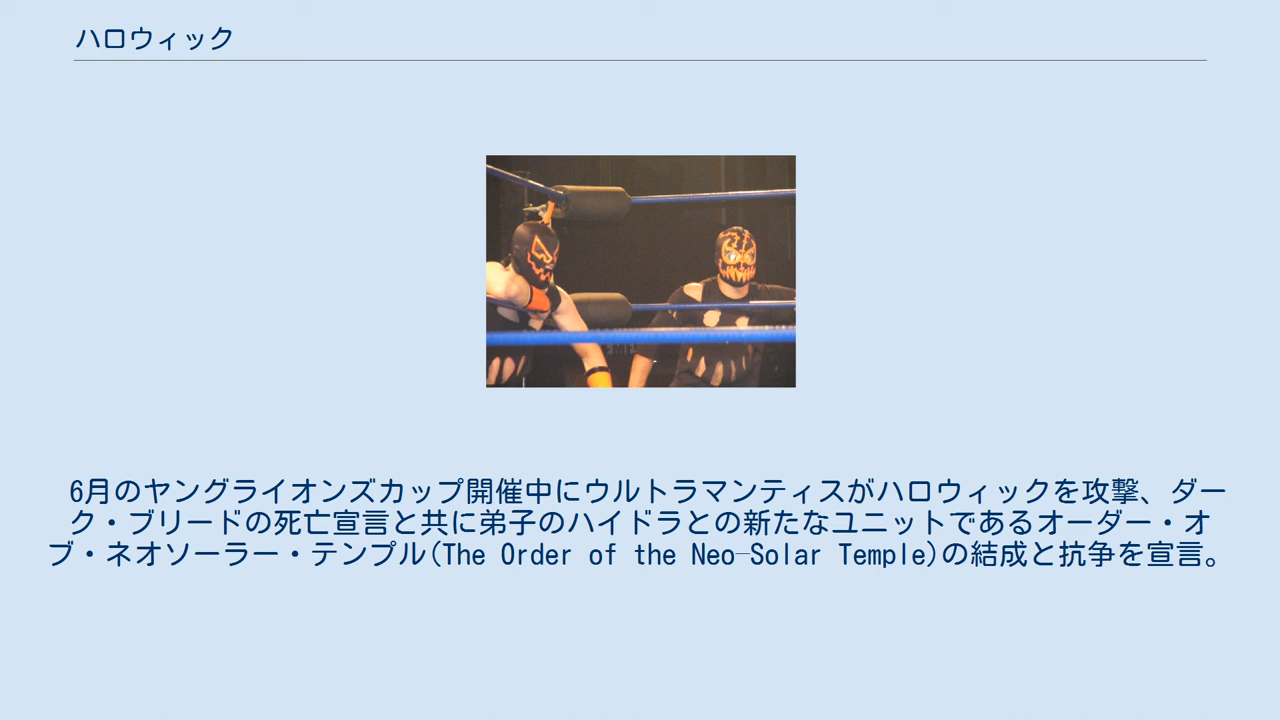 ハロウィック
6月のヤングライオンズカップ開催中にウルトラマンティスがハロウィックを攻撃、ダー
ク・ブリードの死亡宣言と共に弟子のハイドラとの新たなユニットであるオーダー・オ
ブ・ネオソーラー・テンプル(The Order of the Neo-Solar Temple)の結成と抗争を宣言。